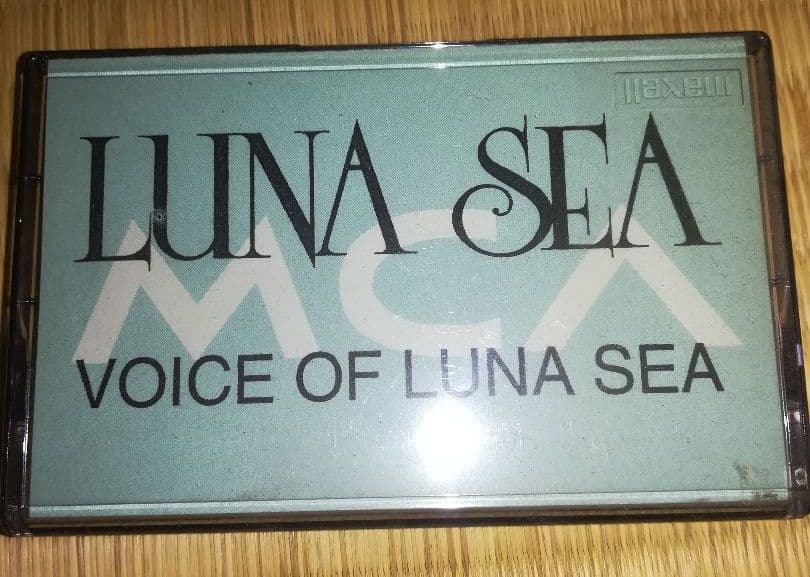 maxell
LUNA SEA
MCA
VOICE OF LUNA SEA